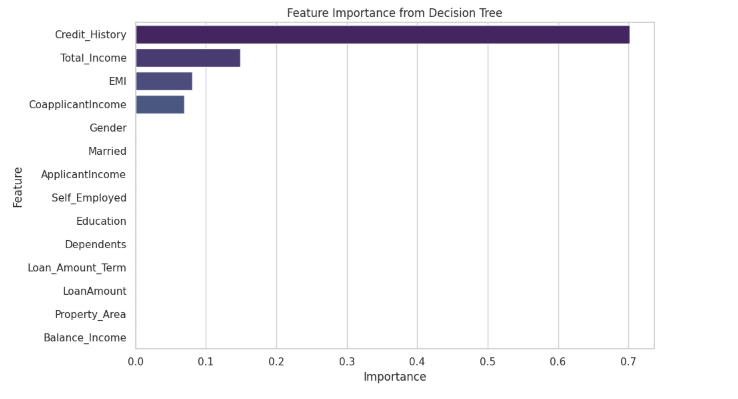 Feature Importance from Decision Tree
Credit_History
Total_Income
EMI
CoapplicantIncome
Gender
Married
ApplicantIncome
Self_Employed
Education
Dependents
Loan_Amount_Term
LoanAmount
Property_Area
Balance_Income
Feature
0.0 0.1 0.2 0.3 0.4 0.5 0.6 0.7
Importance